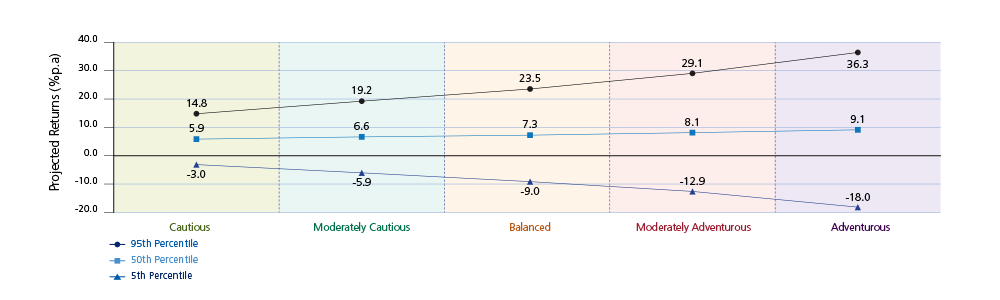 40.0
30.0
20.0
10.0
0.0
-10.0
-20.0
Projected Returns (%p.a)
14.8
19.2
23.5
29.1
36.3
5.9
6.6
7.3
8.1
9.1
-3.0
-5.9
-9.0
-12.9
-18.0
Cautious
Moderately Cautious
Balanced
Moderately Adventurous
Adventurous
95th Percentile
50th Percentile
5th Percentile